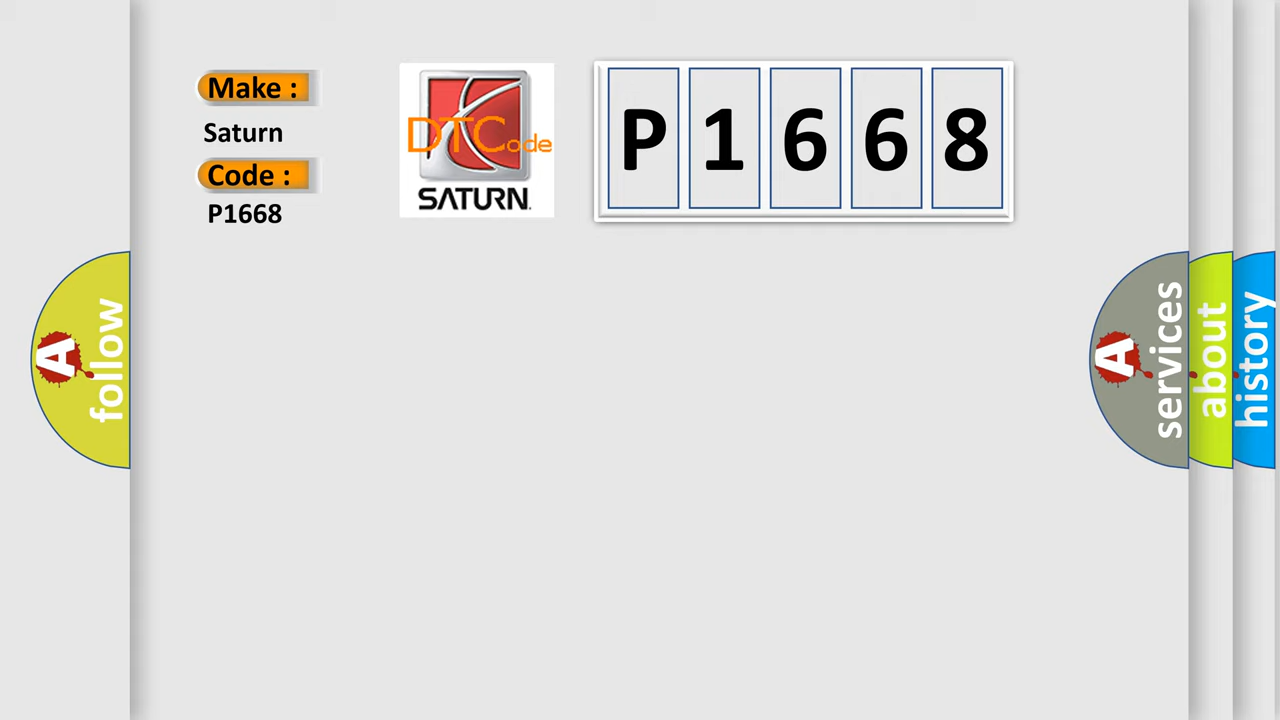 Make :
Saturn
Code :
P1668
DTCode
SATURN
P 1 6 6 8
A follow
A services
about
history